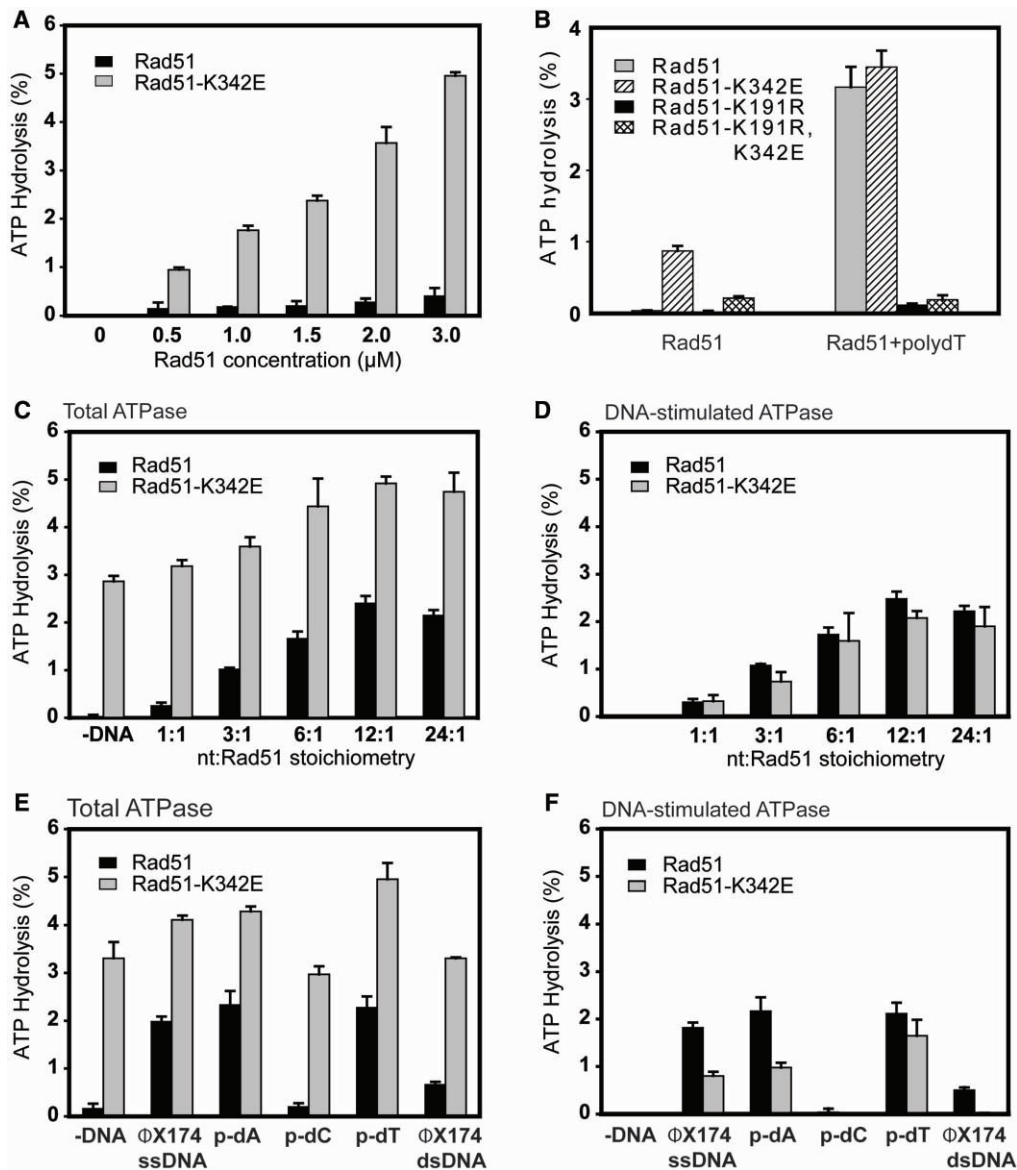 A
ATP Hydrolysis (%)
6
5
4
3
2
1
0
Rad51
Rad51-K342E
0 0.5 1.0 1.5 2.0 3.0
Rad51 concentration (µM)
B
ATP hydrolysis (%)
4
3
2
1
0
Rad51
Rad51-K342E
Rad51-K191R
Rad51-K191R,
K342E
Rad51 Rad51+polydT
C Total ATPase
ATP Hydrolysis (%)
6
5
4
3
2
1
0
Rad51
Rad51-K342E
-DNA 1:1 3:1 6:1 12:1 24:1
nt:Rad51 stoichiometry
D DNA-stimulated ATPase
ATP Hydrolysis (%)
6
5
4
3
2
1
0
Rad51
Rad51-K342E
1:1 3:1 6:1 12:1 24:1
nt:Rad51 stoichiometry
E Total ATPase
ATP Hydrolysis (%)
6
5
4
3
2
1
0
Rad51
Rad51-K342E
-DNA ΦX174 p-dA p-dC p-dT ΦX174
ssDNA dsDNA
F DNA-stimulated ATPase
ATP Hydrolysis (%)
6
5
4
3
2
1
0
Rad51
Rad51-K342E
-DNA ΦX174 p-dA p-dC p-dT ΦX174
ssDNA dsDNA